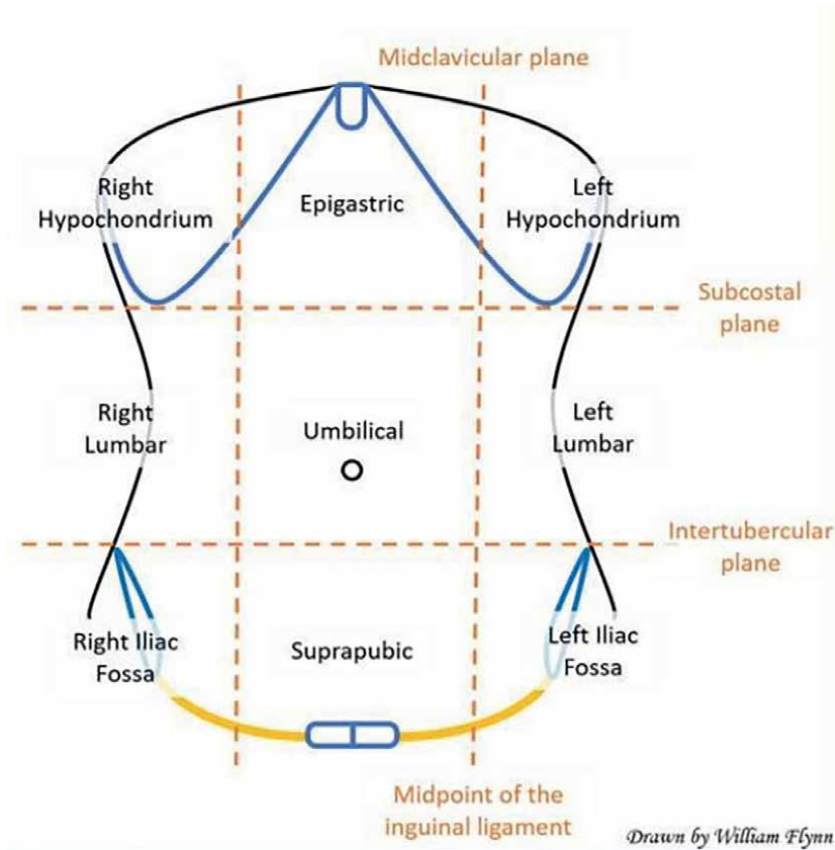 Midclavicular plane
Right
Hypochondrium
Epigastric
Left
Hypochondrium
Subcostal
plane
Right
Lumbar
Umbilical
Left
Lumbar
Intertubercular
plane
Right Iliac
Fossa
Suprapubic
Left Iliac
Fossa
Midpoint of the
inguinal ligament
Drawn by William Flynn